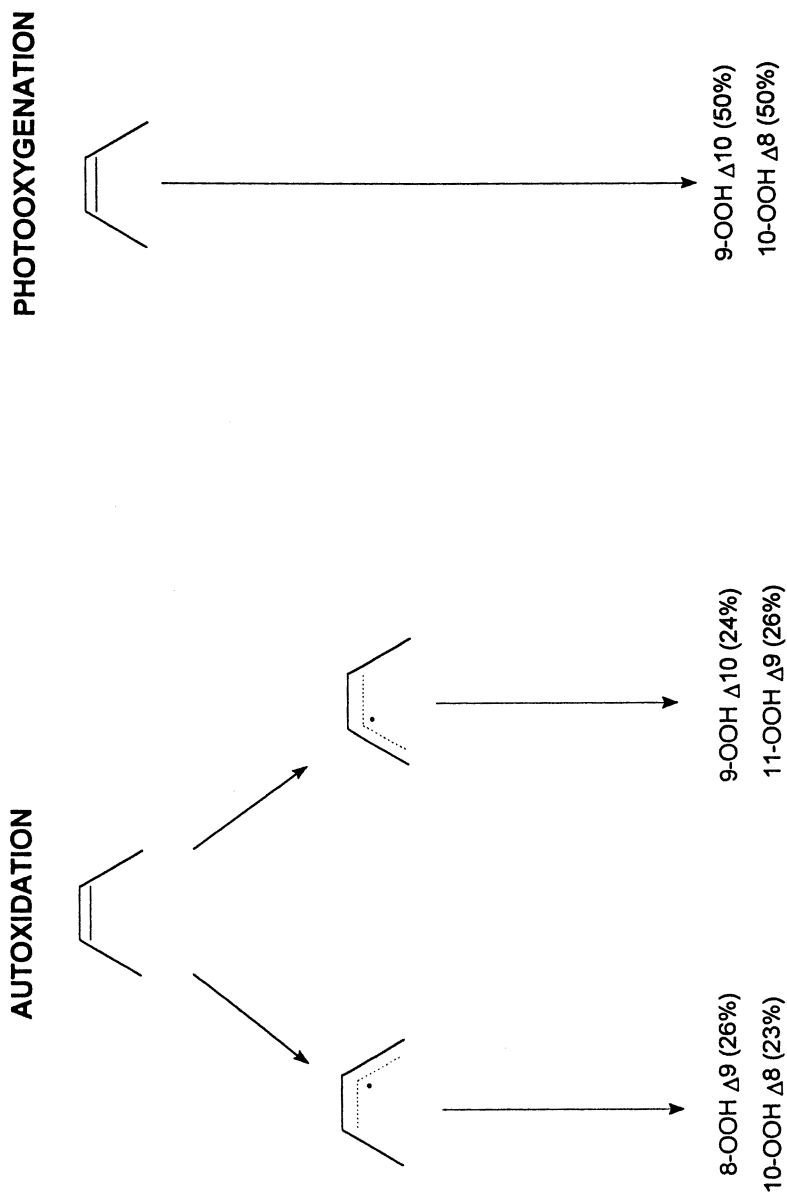 AUTOXIDATION
8-OOH Δ9 (26%)
10-OOH Δ8 (23%)
9-OOH Δ10 (24%)
11-OOH Δ9 (26%)
PHOTOOXYGENATION
9-OOH Δ10 (50%)
10-OOH Δ8 (50%)